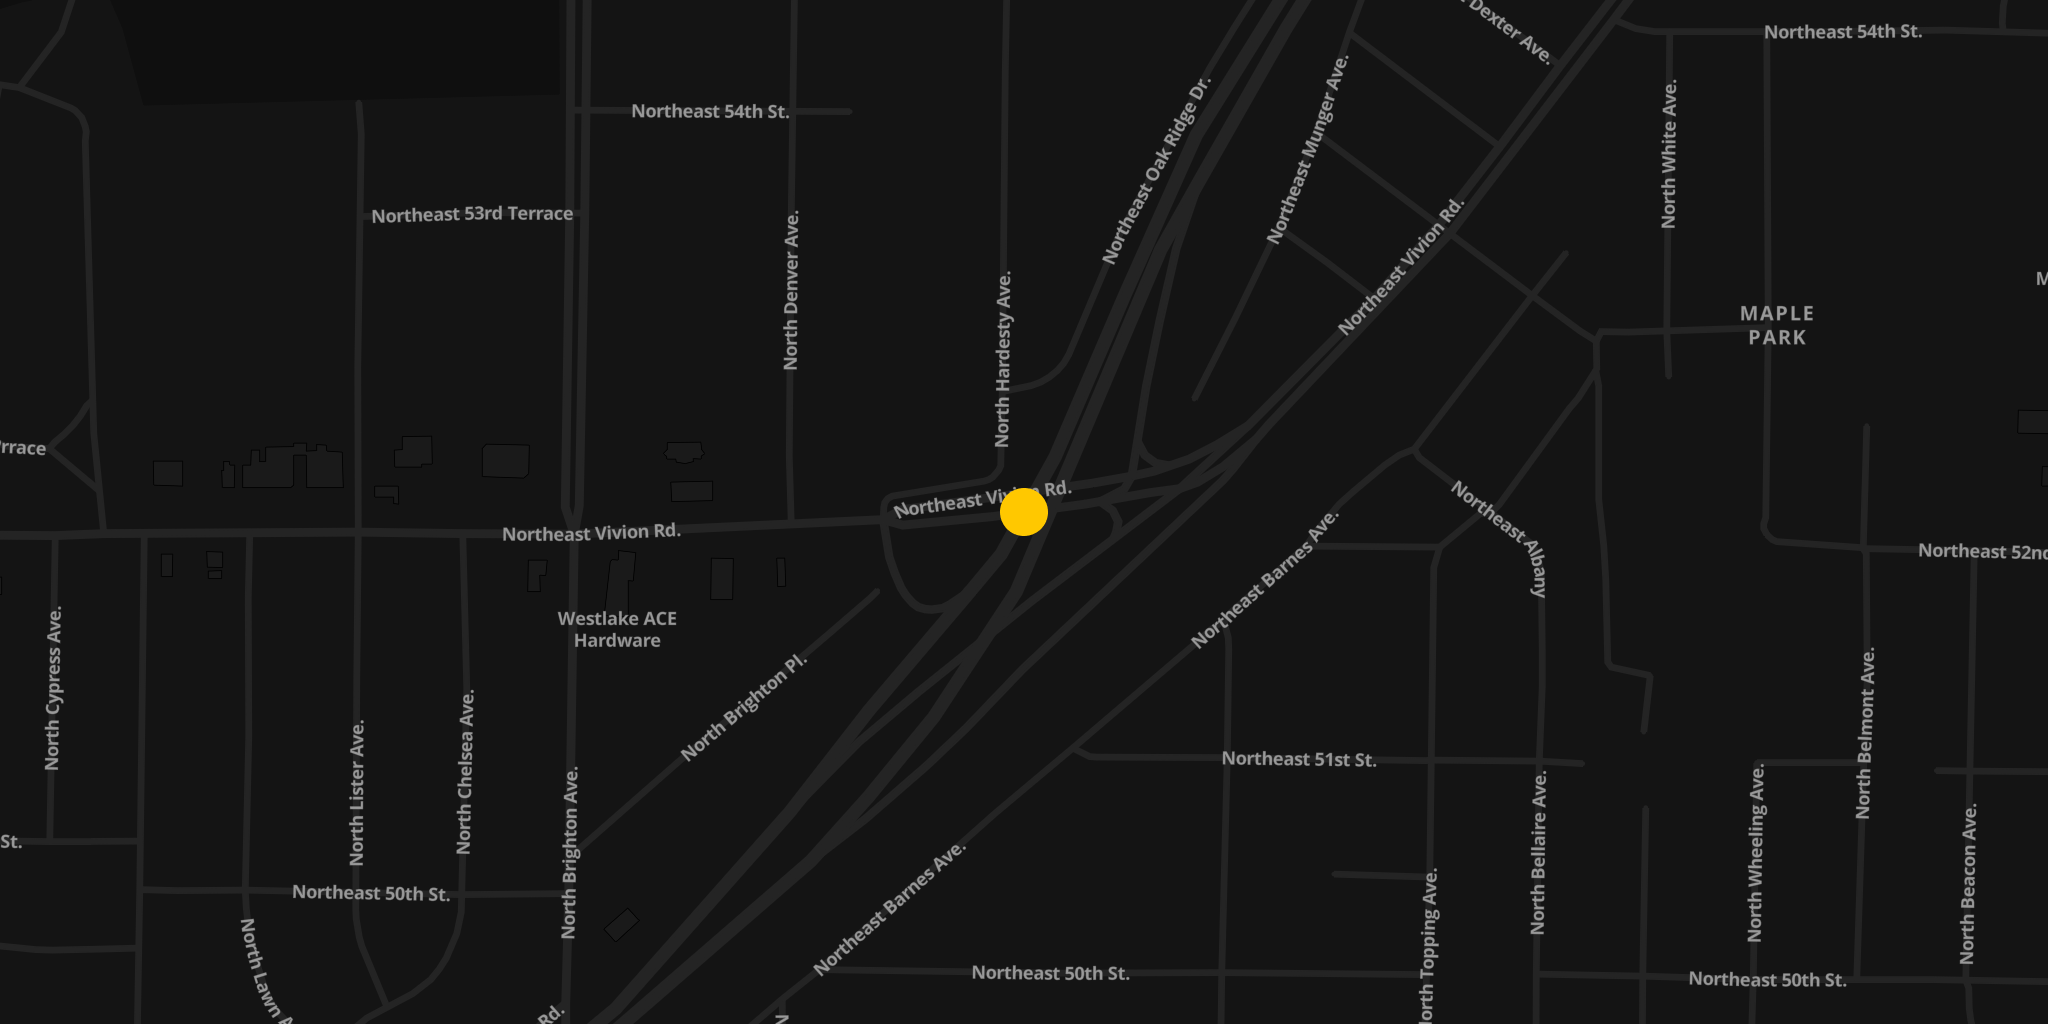 Dexter Ave.
Northeast 54th St.
Northeast 54th St.
Northeast Oak Ridge Dr.
Northeast Munger Ave.
North White Ave.
Northeast 53rd Terrace
North Denver Ave.
Northeast Vivion Rd.
North Hardesty Ave.
MAPLE
PARK
Northeast Vivion Rd.
Northeast Vivion Rd.
Northeast Albany
Northeast Barnes Ave.
Northeast 52nd
Westlake ACE
Hardware
North Cypress Ave.
North Brighton Pl.
North Lister Ave.
North Chelsea Ave.
North Brighton Ave.
Northeast 51st St.
North Belmont Ave.
North Bellaire Ave.
North Wheeling Ave.
North Beacon Ave.
St.
Northeast 50th St.
Northeast Barnes Ave.
North Topping Ave.
North Lawn A
Northeast 50th St.
Northeast 50th St.
Rd.